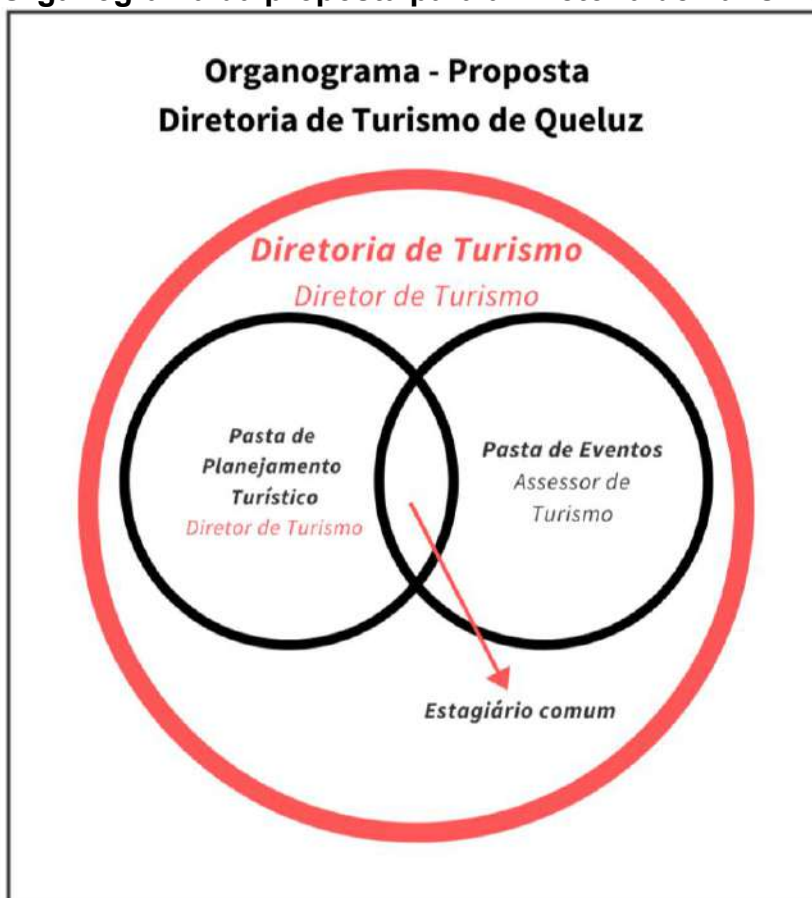 Organograma - Proposta
Diretoria de Turismo de Queluz
Diretoria de Turismo
Diretor de Turismo
Pasta de
Planejamento
Turístico
Diretor de Turismo
Pasta de Eventos
Assessor de
Turismo
Estagiário comum